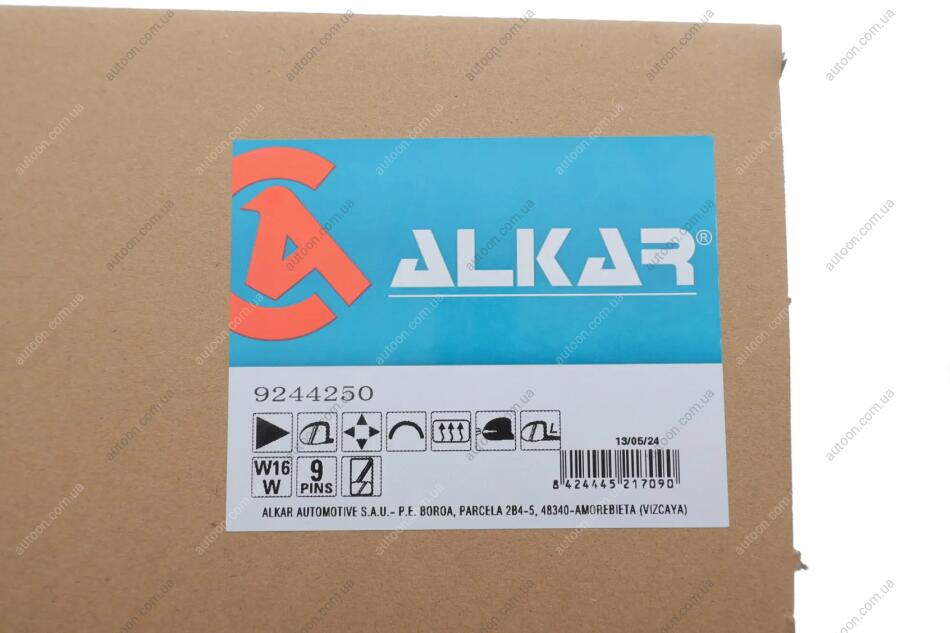 ALKAR®
9244250
L
13/05/24
W16
W
9
PINS
8 424445 217090
ALKAR AUTOMOTIVE S.A.U.- P.E. BOROA, PARCELA 2B4-5, 48340-AMOREBIETA (VIZCAYA)
autoon.com.ua